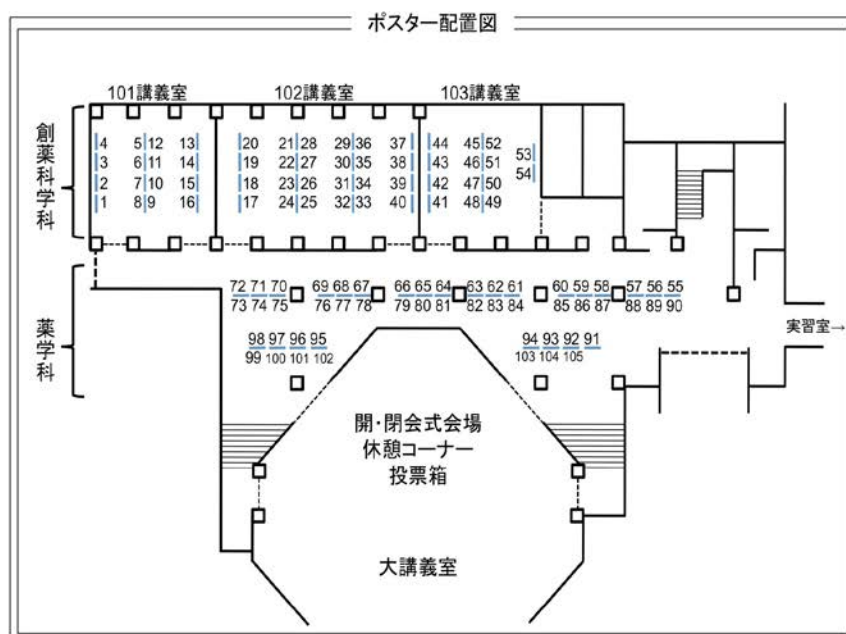 ポスター配置図
101講義室 102講義室 103講義室
創薬科学科
4 5 12 13 20 21 28 29 36 37 44 45 52
3 6 11 14 19 22 27 30 35 38 43 46 51 53
2 7 10 15 18 23 26 31 34 39 42 47 50 54
1 8 9 16 17 24 25 32 33 40 41 48 49
薬学科
72 71 70 69 68 67 66 65 64 63 62 61 60 59 58 57 56 55
73 74 75 76 77 78 79 80 81 82 83 84 85 86 87 88 89 90
実習室→
98 97 96 95 94 93 92 91
99 100 101 102 103 104 105
開・閉会式会場
休憩コーナー
投票箱
大講義室